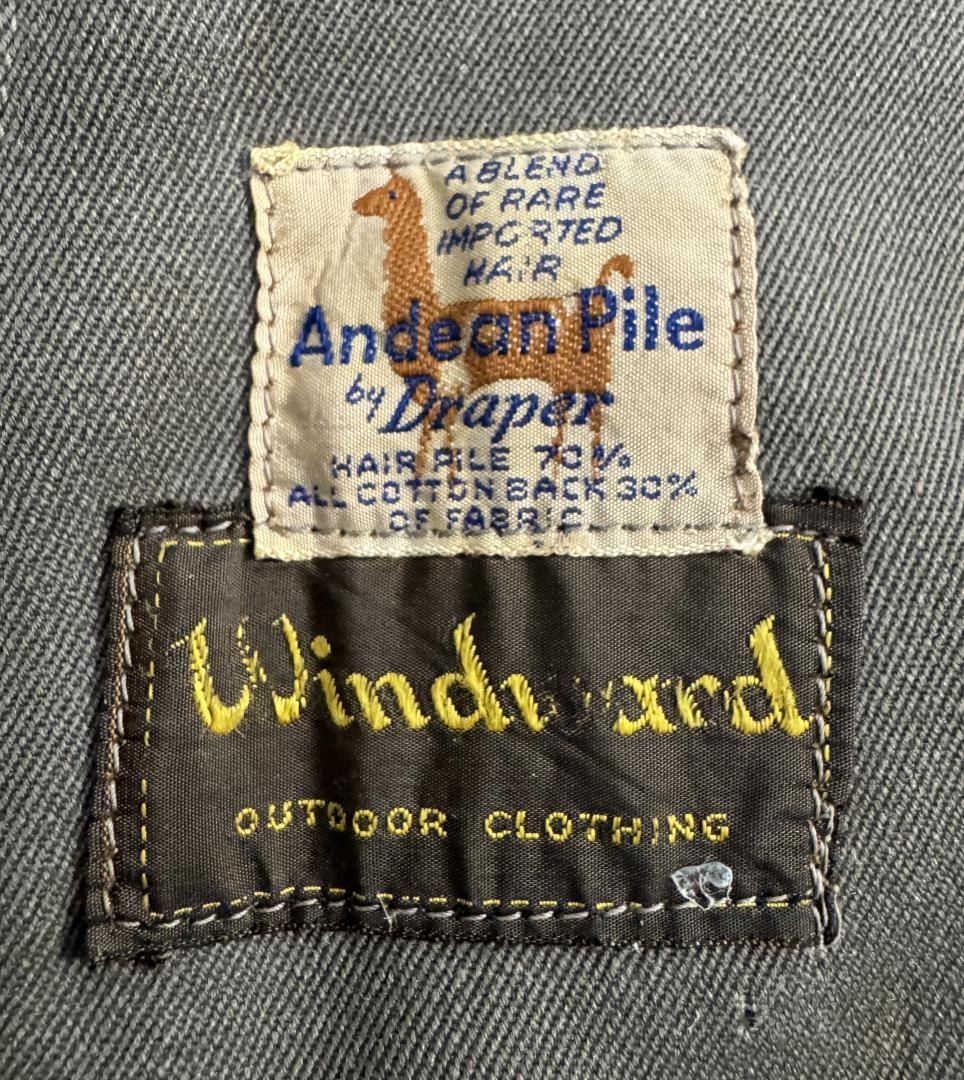 A BLEND
OF RARE
IMPORTED
HAIR
Andean Pile
by Draper
HAIR PILE 70%
ALL COTTON BACK 30%
OF FABRIC
Windward
OUTDOOR CLOTHING